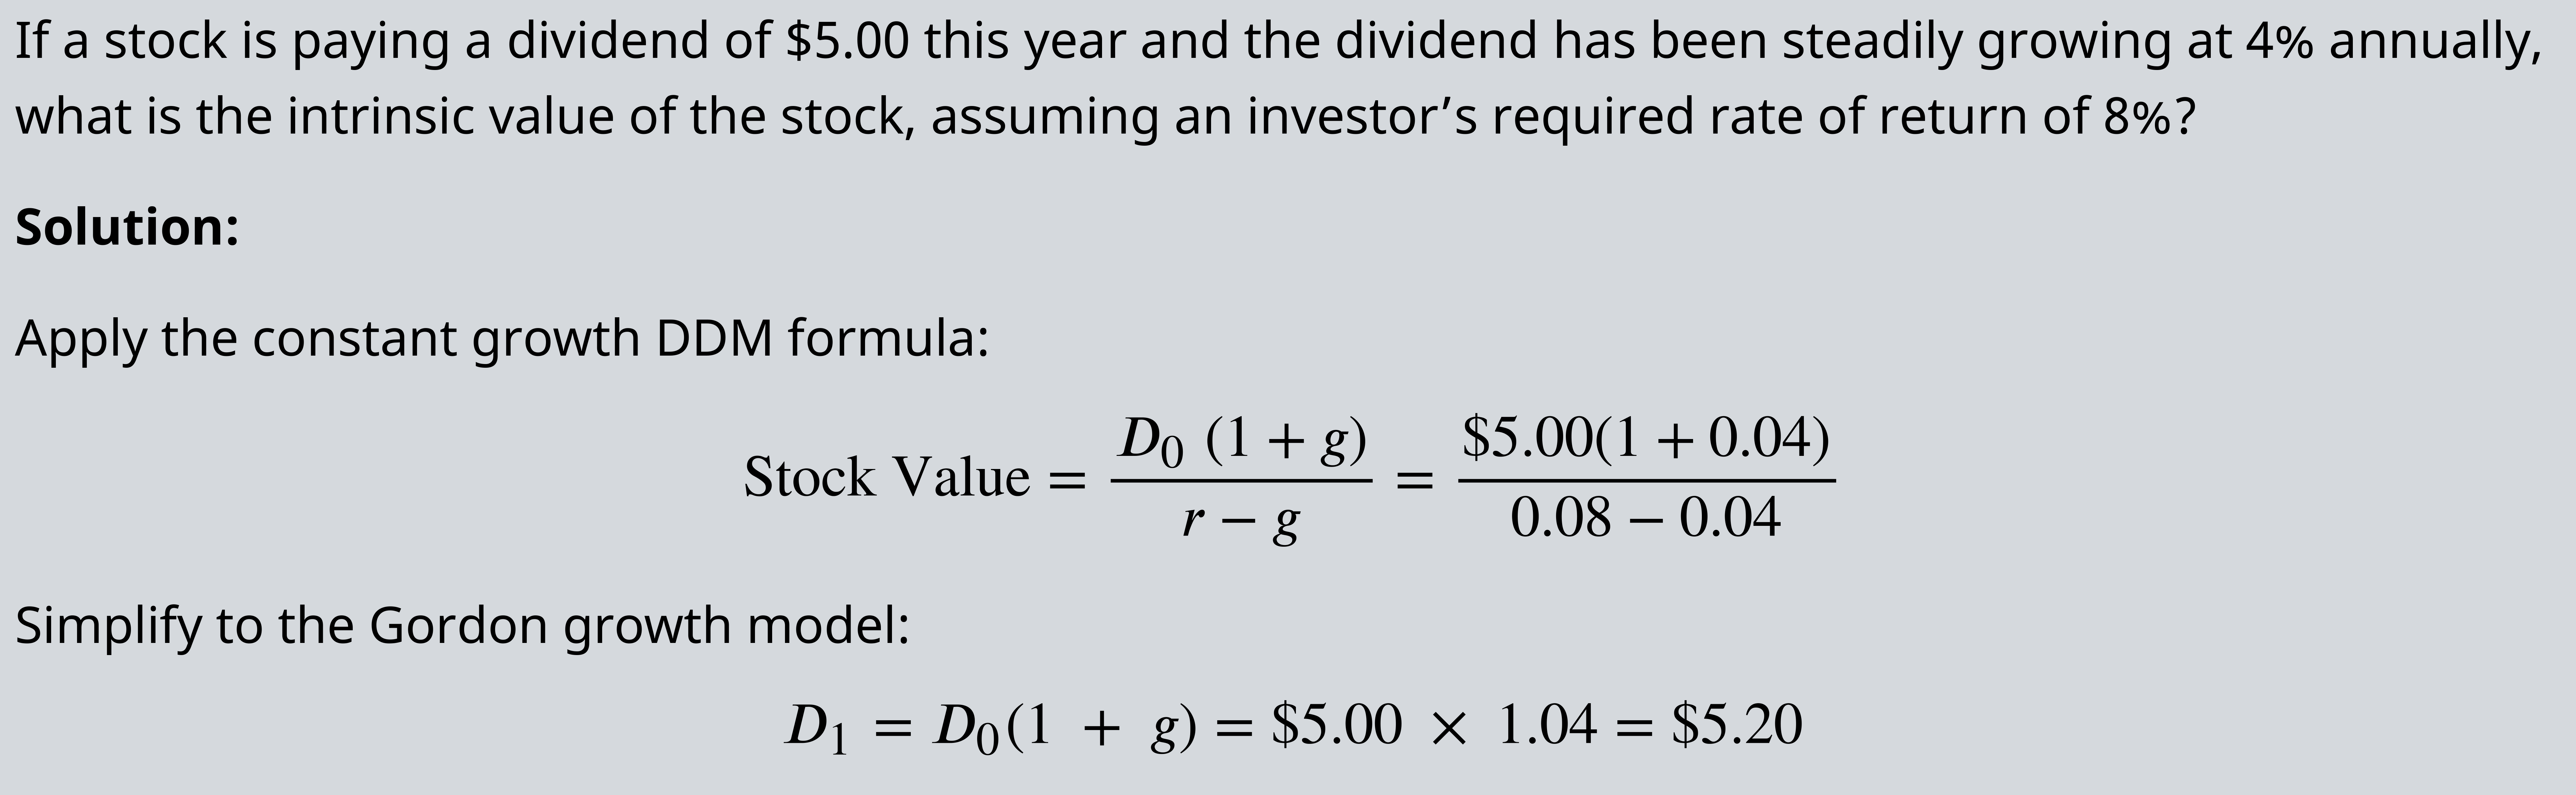 If a stock is paying a dividend of $5.00 this year and the dividend has been steadily growing at 4% annually,
what is the intrinsic value of the stock, assuming an investor’s required rate of return of 8%?
Solution:
Apply the constant growth DDM formula:
Stock Value = \frac{D_0 (1 + g)}{r − g} = \frac{$5.00(1 + 0.04)}{0.08 − 0.04}
Simplify to the Gordon growth model:
D_1 = D_0(1 + g) = $5.00 × 1.04 = $5.20